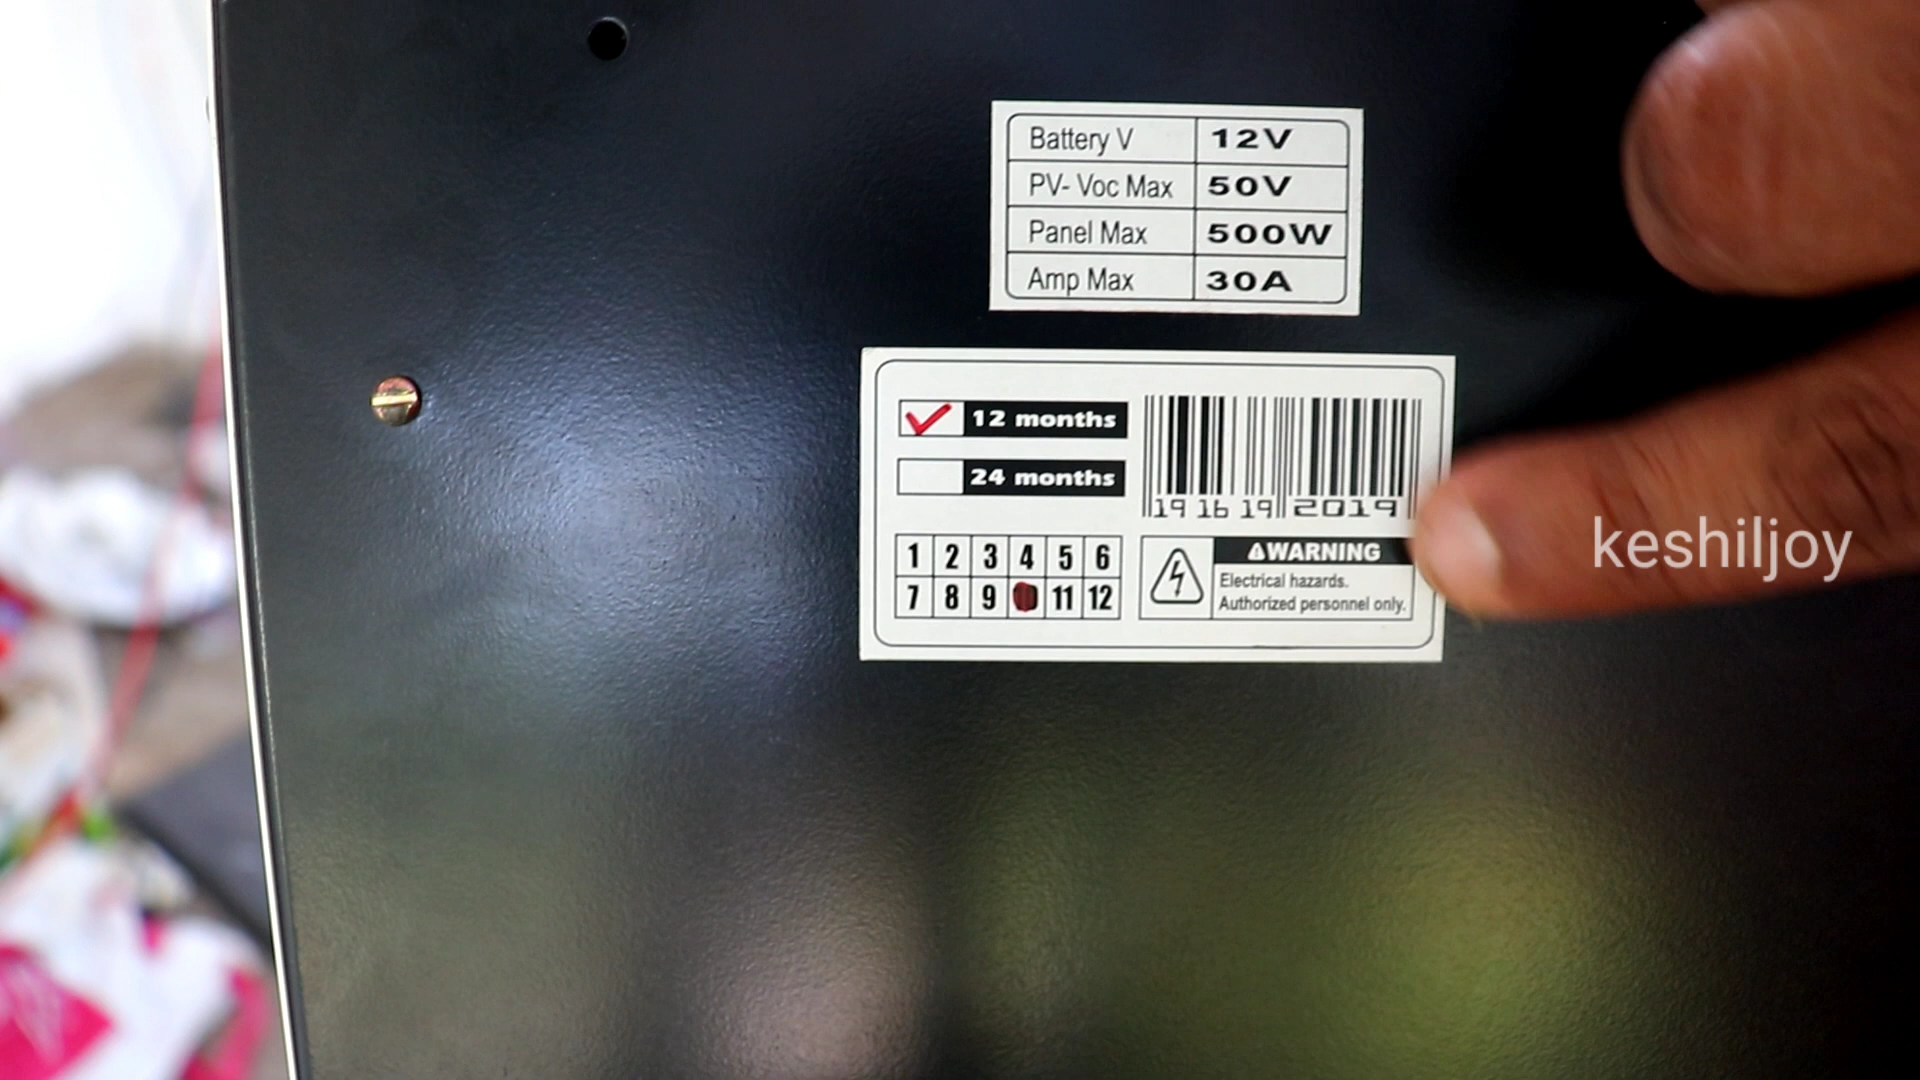 Battery V 12V
PV- Voc Max 50V
Panel Max 500W
Amp Max 30A
12 months
24 months
19 16 19 2019
1 2 3 4 5 6
7 8 9 11 12
WARNING
Electrical hazards.
Authorized personnel only.
keshiljoy